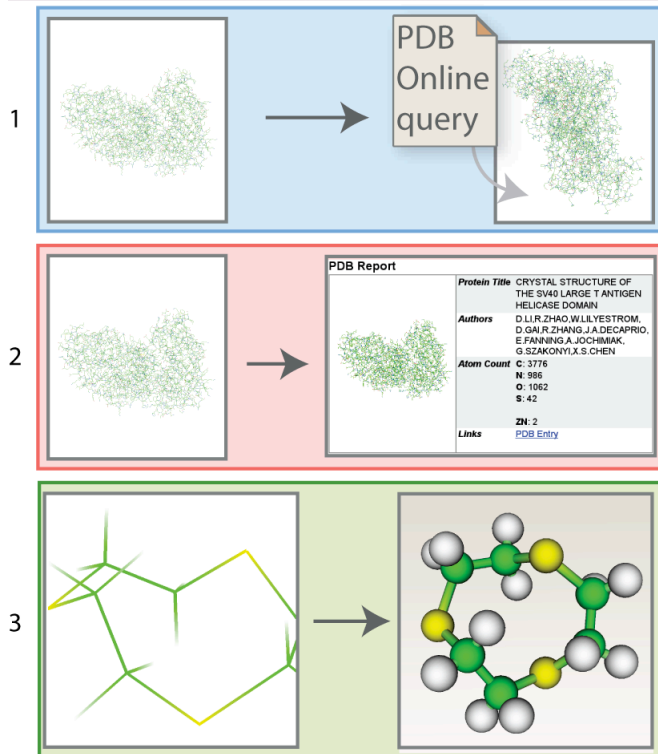 1
PDB
Online
query
2
PDB Report
Protein Title CRYSTAL STRUCTURE OF
THE SV40 LARGE T ANTIGEN
HELICASE DOMAIN
Authors D.LI,R.ZHAO,W.LILYESTROM,
D.GAI,R.ZHANG,J.A.DECAPRIO,
E.FANNING,A.JOCHIMIAK,
G.SZAKONYI,X.S.CHEN
Atom Count C: 3776
N: 986
O: 1062
S: 42
ZN: 2
Links PDB Entry
3